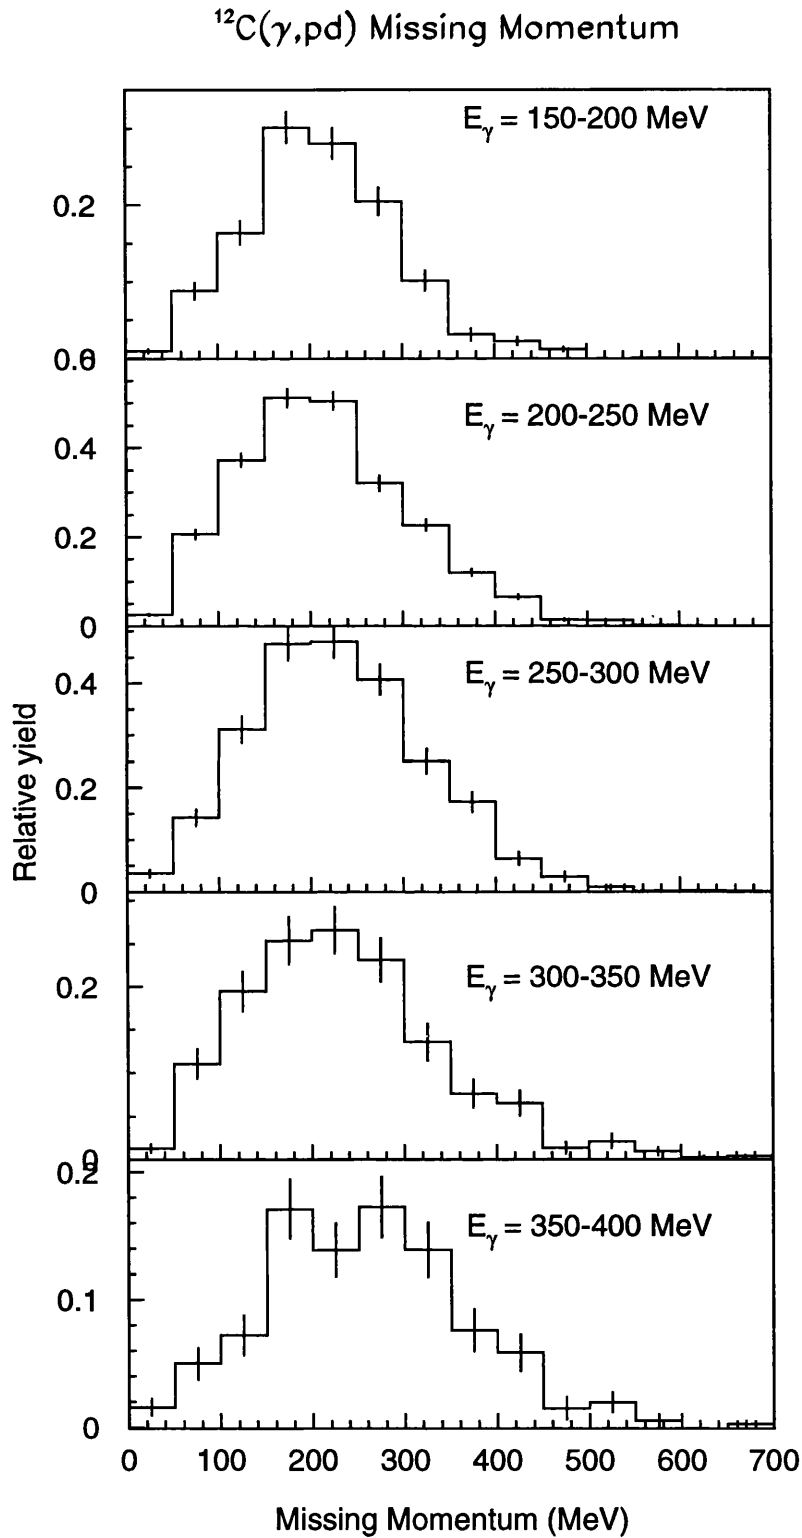 ¹²C(γ,pd) Missing Momentum
E_γ = 150-200 MeV
0.2
0.6
E_γ = 200-250 MeV
0.4
0.2
0
E_γ = 250-300 MeV
0.4
0.2
0
E_γ = 300-350 MeV
0.2
0
0.2
E_γ = 350-400 MeV
0.1
0
0 100 200 300 400 500 600 700
Missing Momentum (MeV)
Relative yield